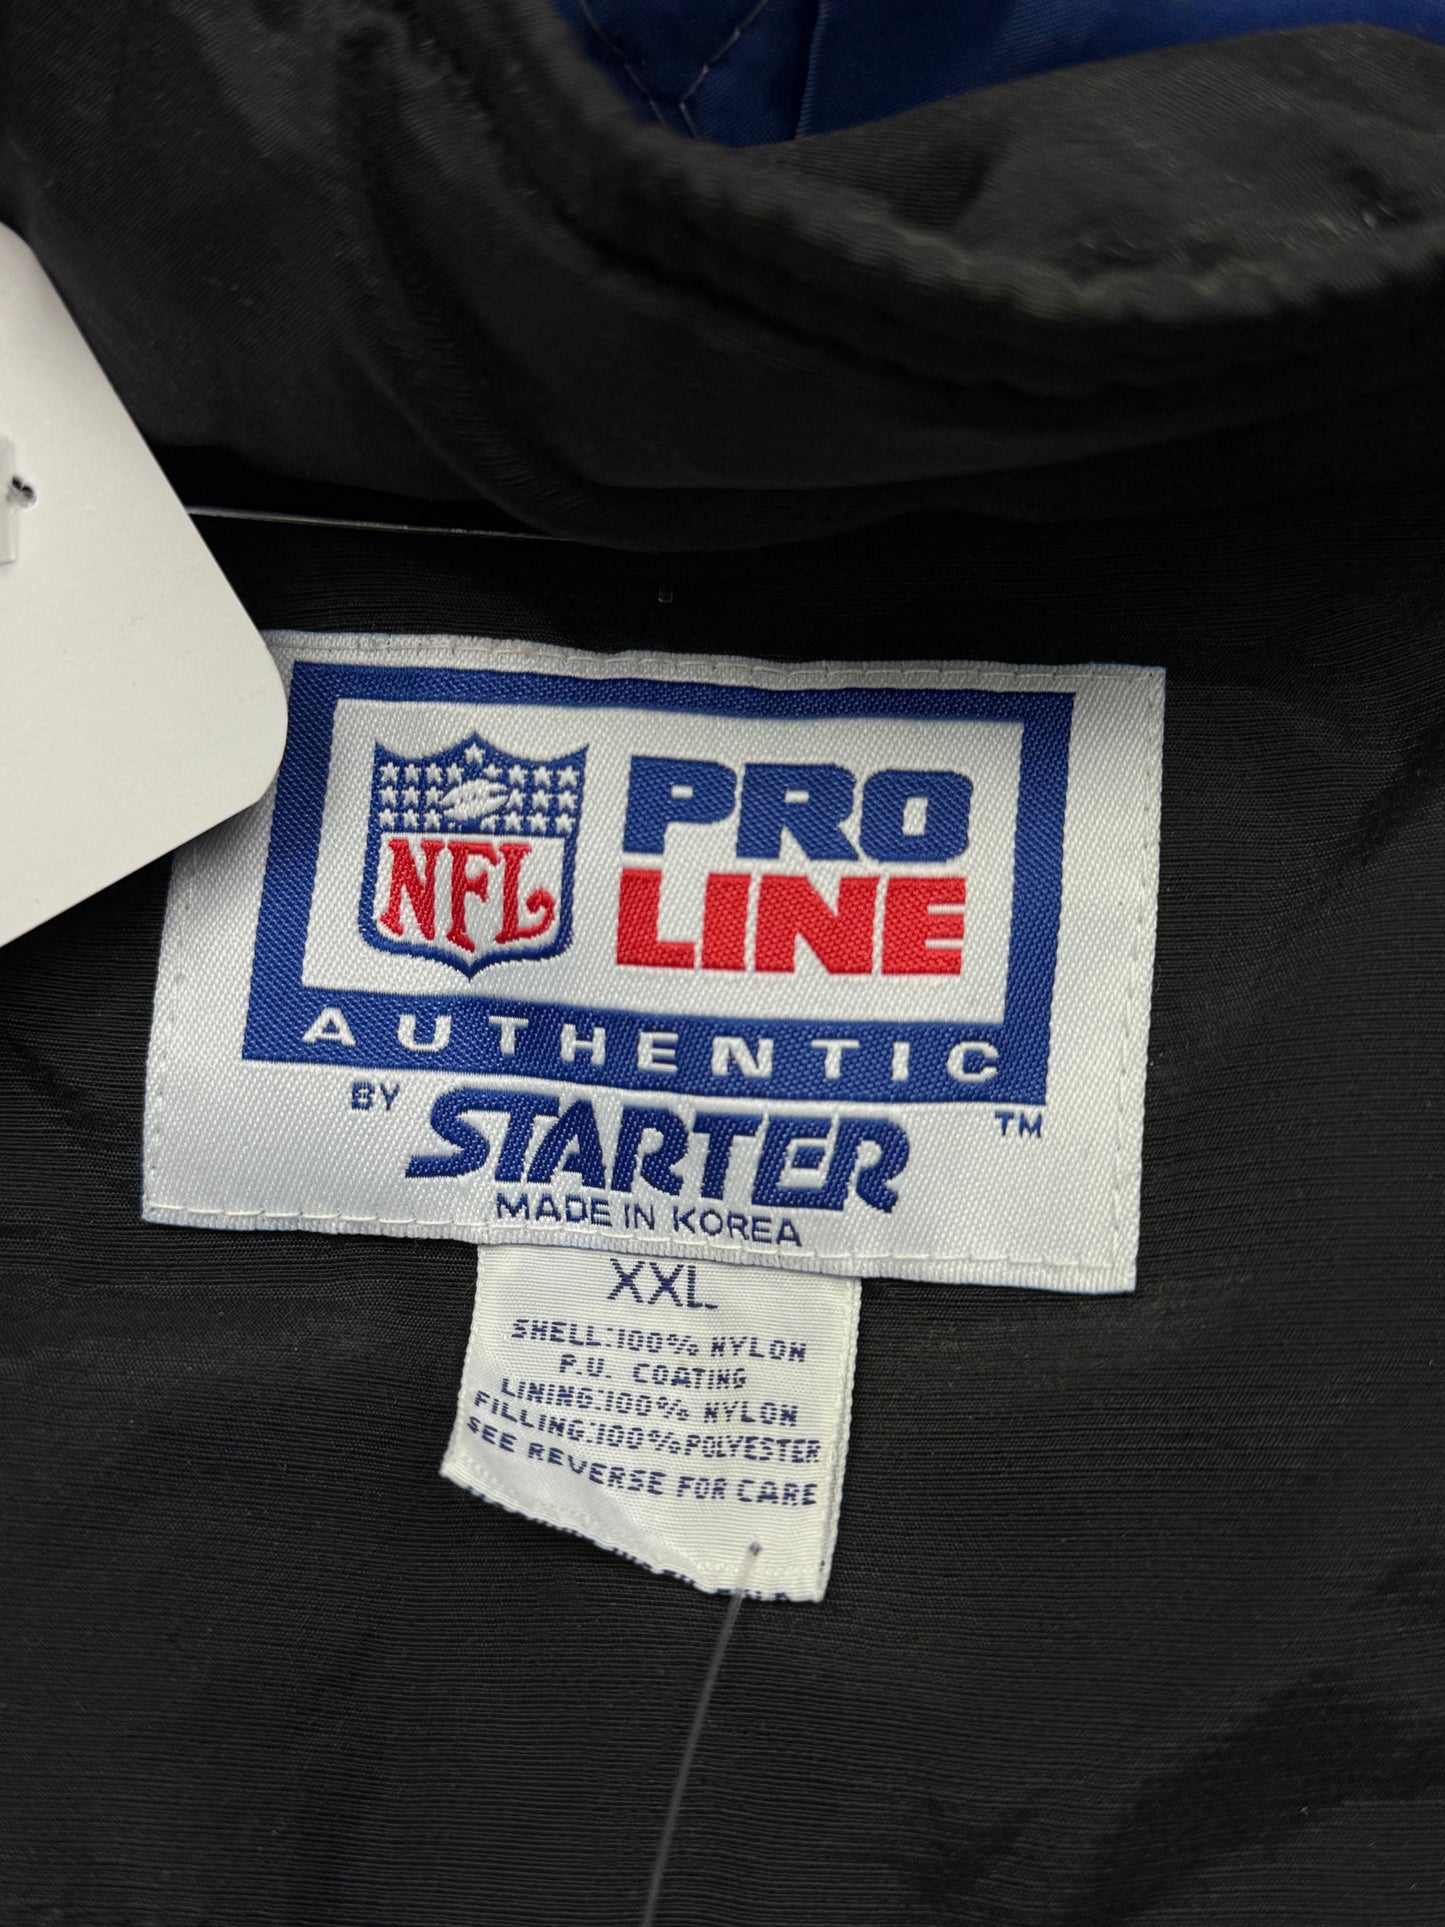 NFL
PRO
LINE
AUTHENTIC
BY STARTER ™
MADE IN KOREA
XXL
SHELL:100% NYLON
P.U. COATING
LINING:100% NYLON
FILLING:100%POLYESTER
SEE REVERSE FOR CARE